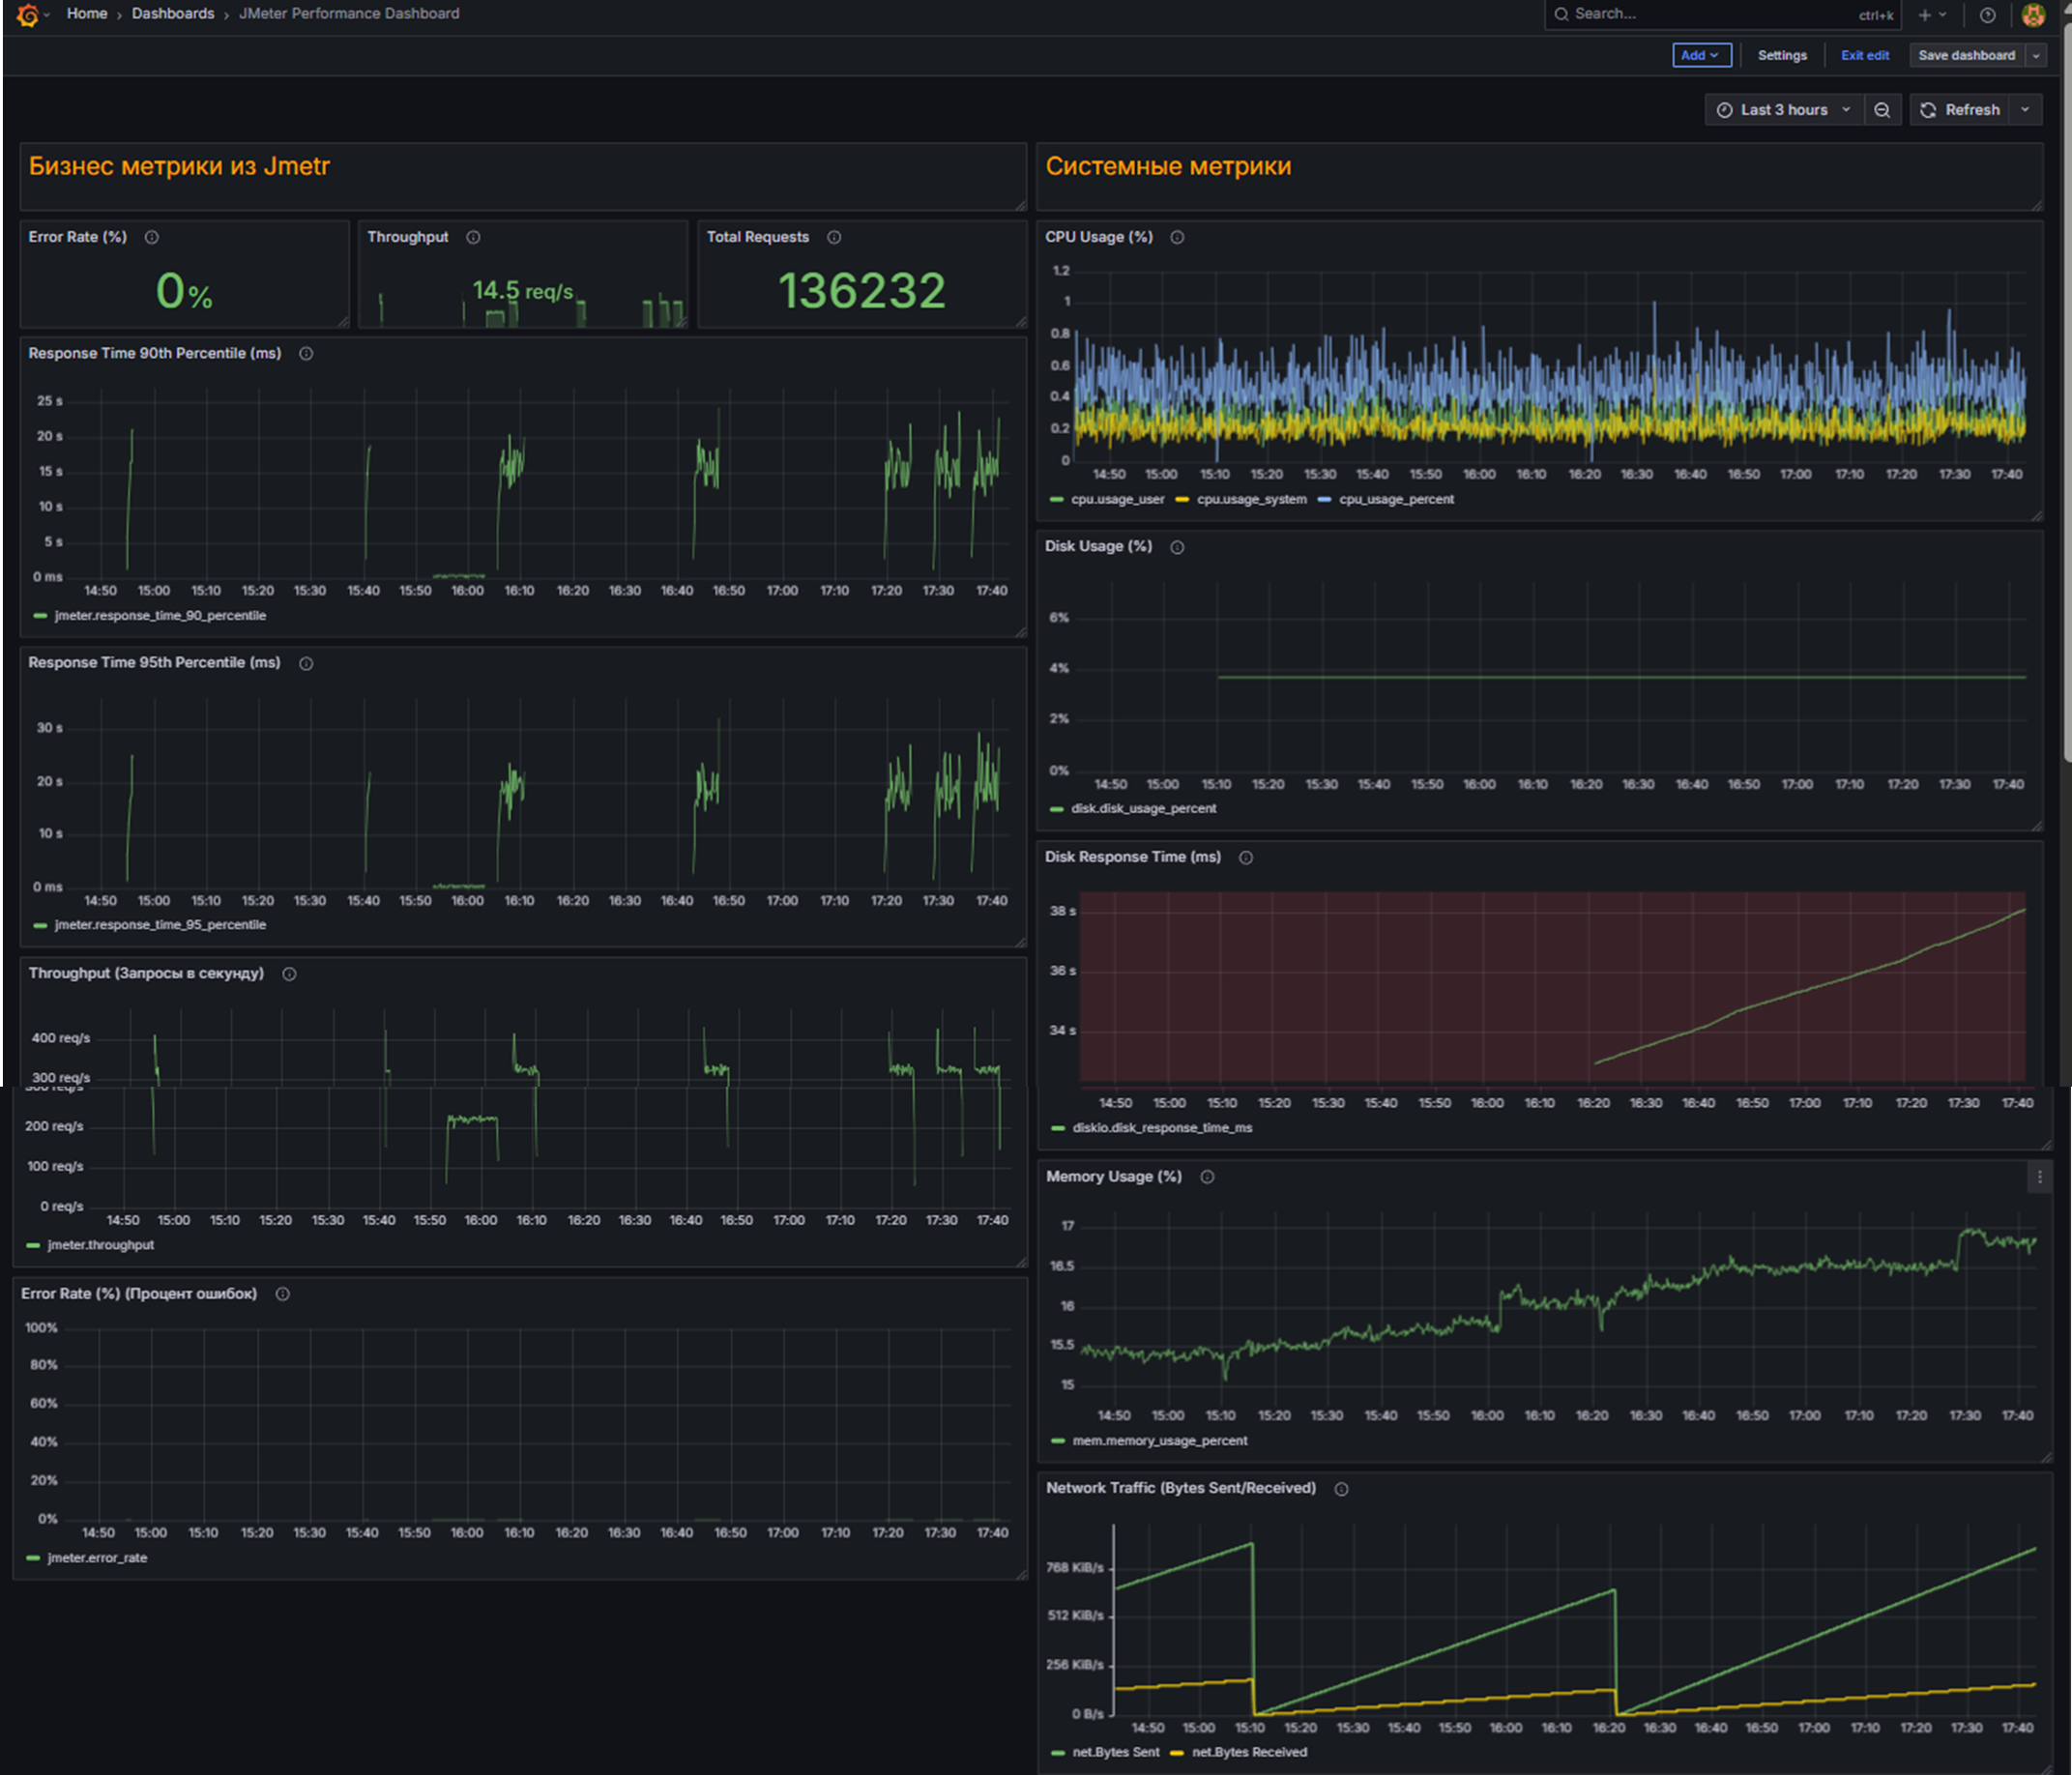 Home › Dashboards › JMeter Performance Dashboard
Search... ctrl+k
Add Settings Exit edit Save dashboard
Last 3 hours Refresh
Бизнес метрики из Jmetr
Error Rate (%)
0%
Throughput
14.5 req/s
Total Requests
136232
Response Time 90th Percentile (ms)
25 s
20 s
15 s
10 s
5 s
0 ms
14:50 15:00 15:10 15:20 15:30 15:40 15:50 16:00 16:10 16:20 16:30 16:40 16:50 17:00 17:10 17:20 17:30 17:40
jmeter.response_time_90_percentile
Response Time 95th Percentile (ms)
30 s
20 s
10 s
0 ms
14:50 15:00 15:10 15:20 15:30 15:40 15:50 16:00 16:10 16:20 16:30 16:40 16:50 17:00 17:10 17:20 17:30 17:40
jmeter.response_time_95_percentile
Throughput (Запросы в секунду)
400 req/s
300 req/s
300 req/s
200 req/s
100 req/s
0 req/s
14:50 15:00 15:10 15:20 15:30 15:40 15:50 16:00 16:10 16:20 16:30 16:40 16:50 17:00 17:10 17:20 17:30 17:40
jmeter.throughput
Error Rate (%) (Процент ошибок)
100%
80%
60%
40%
20%
0%
14:50 15:00 15:10 15:20 15:30 15:40 15:50 16:00 16:10 16:20 16:30 16:40 16:50 17:00 17:10 17:20 17:30 17:40
jmeter.error_rate
Системные метрики
CPU Usage (%)
1.2
1
0.8
0.6
0.4
0.2
0
14:50 15:00 15:10 15:20 15:30 15:40 15:50 16:00 16:10 16:20 16:30 16:40 16:50 17:00 17:10 17:20 17:30 17:40
cpu.usage_user cpu.usage_system cpu_usage_percent
Disk Usage (%)
6%
4%
2%
0%
14:50 15:00 15:10 15:20 15:30 15:40 15:50 16:00 16:10 16:20 16:30 16:40 16:50 17:00 17:10 17:20 17:30 17:40
disk.disk_usage_percent
Disk Response Time (ms)
38 s
36 s
34 s
14:50 15:00 15:10 15:20 15:30 15:40 15:50 16:00 16:10 16:20 16:30 16:40 16:50 17:00 17:10 17:20 17:30 17:40
diskio.disk_response_time_ms
Memory Usage (%)
17
16.5
16
15.5
15
14:50 15:00 15:10 15:20 15:30 15:40 15:50 16:00 16:10 16:20 16:30 16:40 16:50 17:00 17:10 17:20 17:30 17:40
mem.memory_usage_percent
Network Traffic (Bytes Sent/Received)
768 KiB/s
512 KiB/s
256 KiB/s
0 B/s
14:50 15:00 15:10 15:20 15:30 15:40 15:50 16:00 16:10 16:20 16:30 16:40 16:50 17:00 17:10 17:20 17:30 17:40
net.Bytes Sent net.Bytes Received